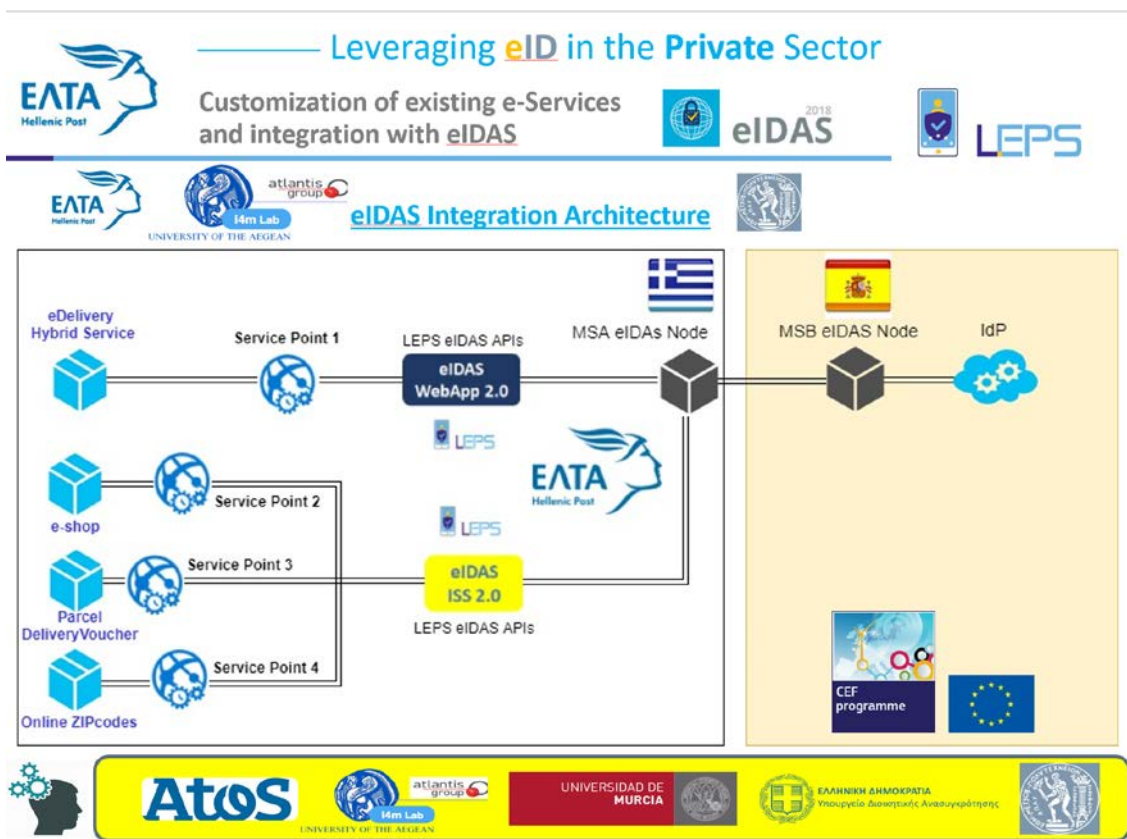 Leveraging eID in the Private Sector
ΕΛΤΑ
Hellenic Post
Customization of existing e-Services
and integration with eIDAS
2018
eIDAS
LEPS
ΕΛΤΑ
Hellenic Post
i4m Lab
UNIVERSITY OF THE AEGEAN
atlantis
group
eIDAS Integration Architecture
eDelivery
Hybrid Service
Service Point 1
LEPS eIDAS APIs
eIDAS
WebApp 2.0
LEPS
MSA eIDAs Node
MSB eIDAS Node
IdP
ΕΛΤΑ
Hellenic Post
e-shop
Service Point 2
LEPS
Service Point 3
eIDAS
ISS 2.0
LEPS eIDAS APIs
Parcel
DeliveryVoucher
Service Point 4
Online ZIPcodes
CEF
programme
Atos
i4m Lab
UNIVERSITY OF THE AEGEAN
atlantis
group
UNIVERSIDAD DE
MURCIA
ΕΛΛΗΝΙΚΗ ΔΗΜΟΚΡΑΤΙΑ
Υπουργείο Διοικητικής Ανασυγκρότησης